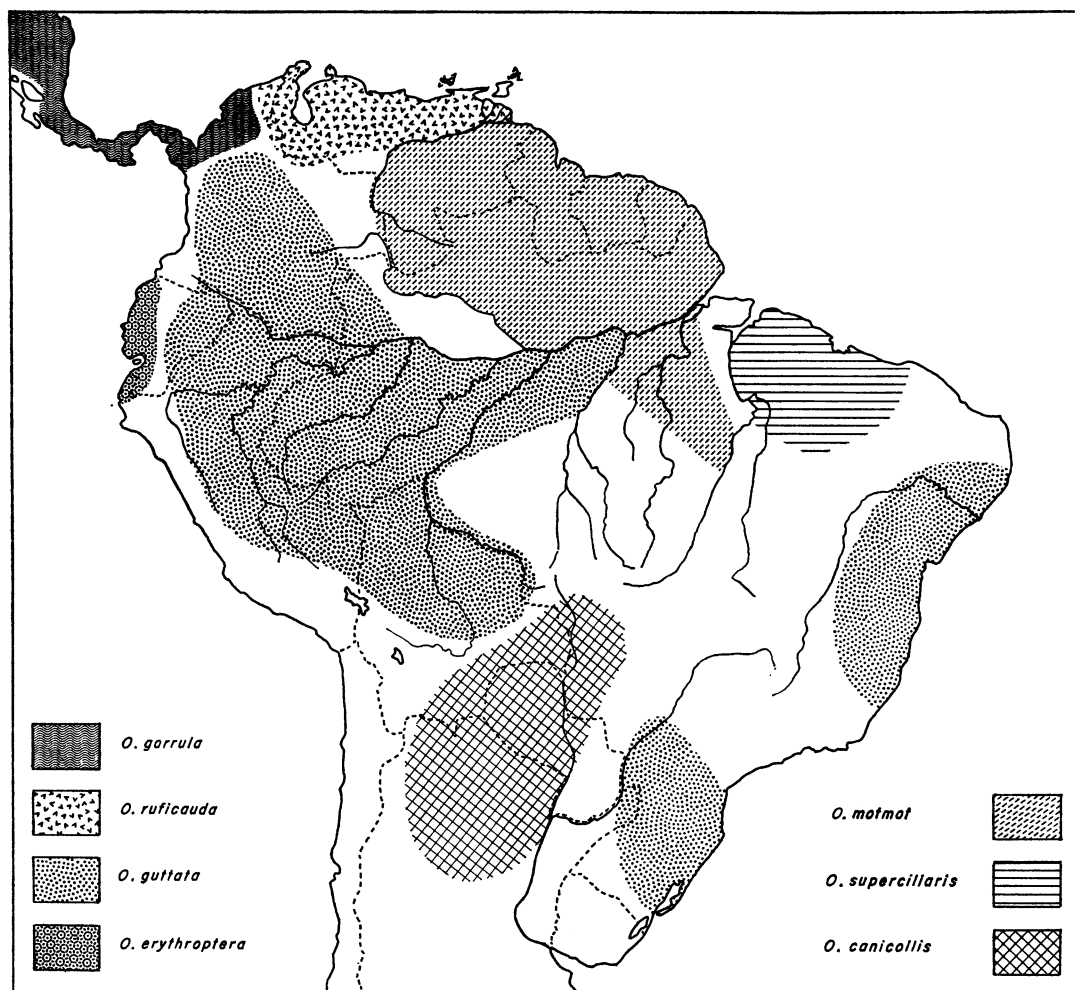 O. garrula
O. ruficauda
O. guttata
O. erythroptera
O. motmot
O. superciliaris
O. canicollis